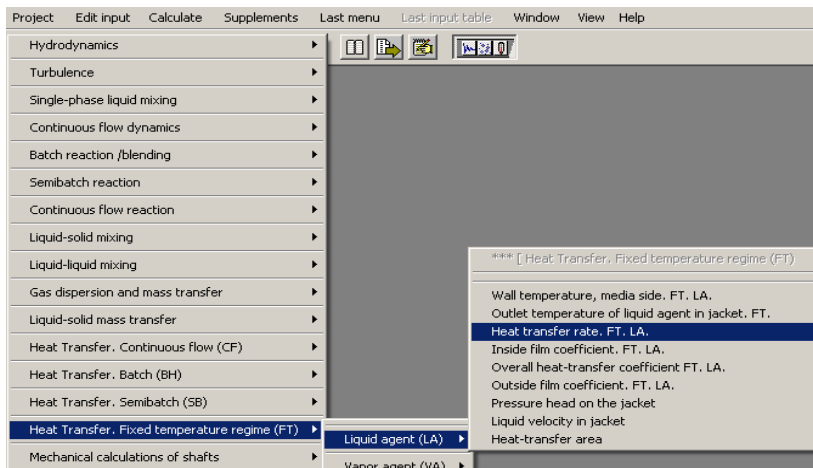 Project Edit input Calculate Supplements Last menu Last input table Window View Help
Hydrodynamics
Turbulence
Single-phase liquid mixing
Continuous flow dynamics
Batch reaction /blending
Semibatch reaction
Continuous flow reaction
Liquid-solid mixing
Liquid-liquid mixing
Gas dispersion and mass transfer
Liquid-solid mass transfer
Heat Transfer. Continuous flow (CF)
Heat Transfer. Batch (BH)
Heat Transfer. Semibatch (SB)
Heat Transfer. Fixed temperature regime (FT)
Mechanical calculations of shafts
Liquid agent (LA)
Vapor agent (VA)
*** [ Heat Transfer. Fixed temperature regime (FT)
Wall temperature, media side. FT. LA.
Outlet temperature of liquid agent in jacket. FT.
Heat transfer rate. FT. LA.
Inside film coefficient. FT. LA.
Overall heat-transfer coefficient FT. LA.
Outside film coefficient. FT. LA.
Pressure head on the jacket
Liquid velocity in jacket
Heat-transfer area